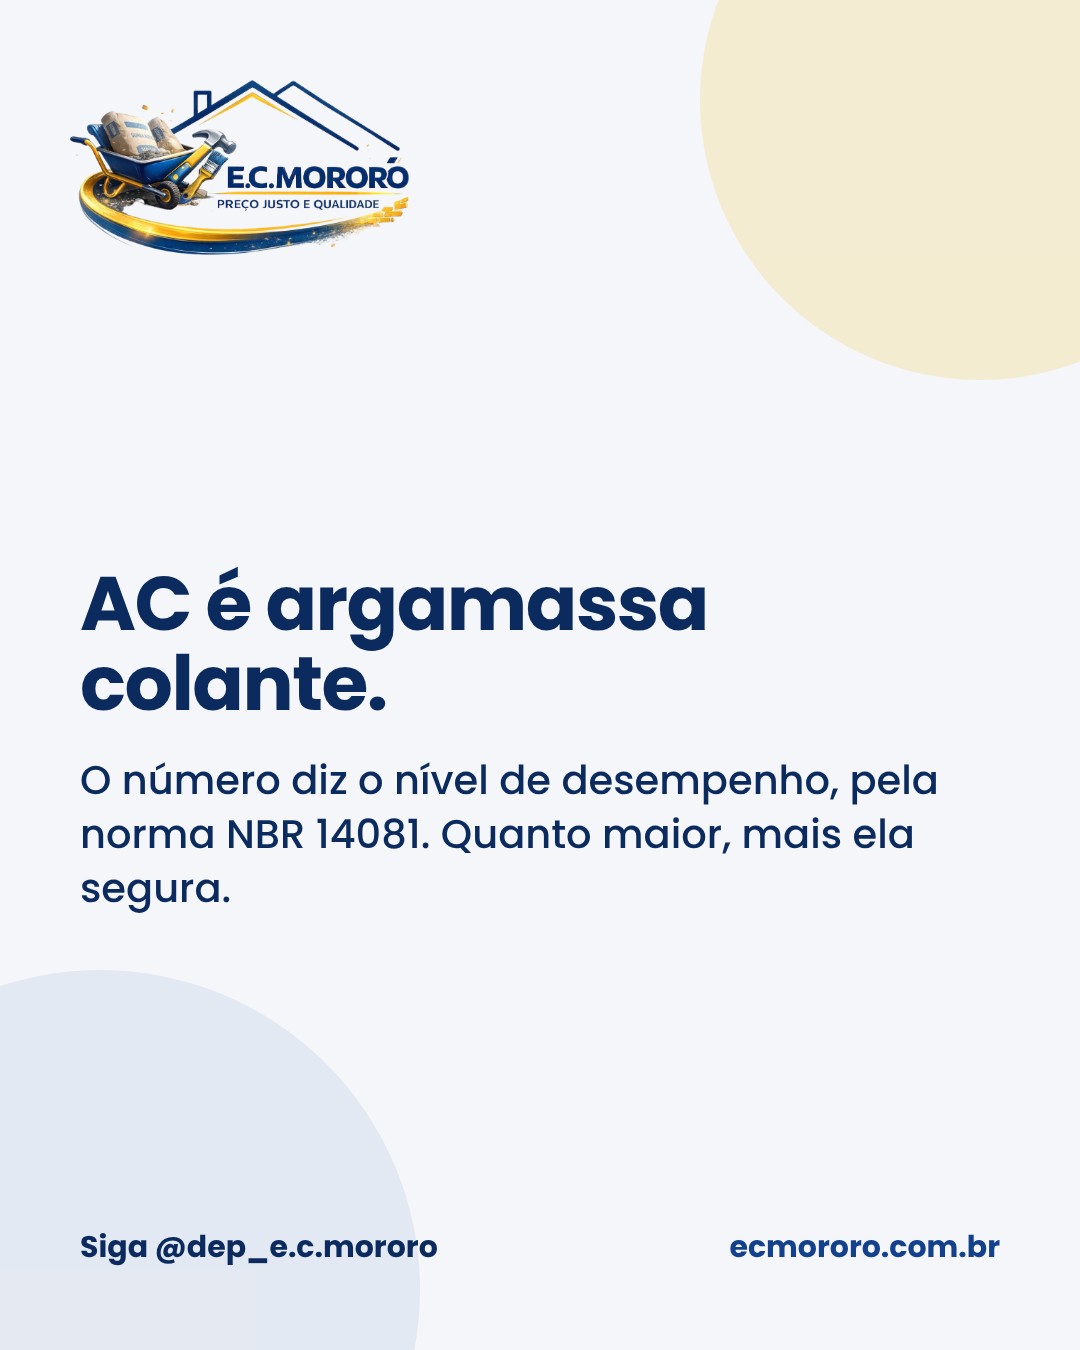 E.C.MORORÓ
PREÇO JUSTO E QUALIDADE
AC é argamassa
colante.
O número diz o nível de desempenho, pela
norma NBR 14081. Quanto maior, mais ela
segura.
Siga @dep_e.c.mororo
ecmororo.com.br